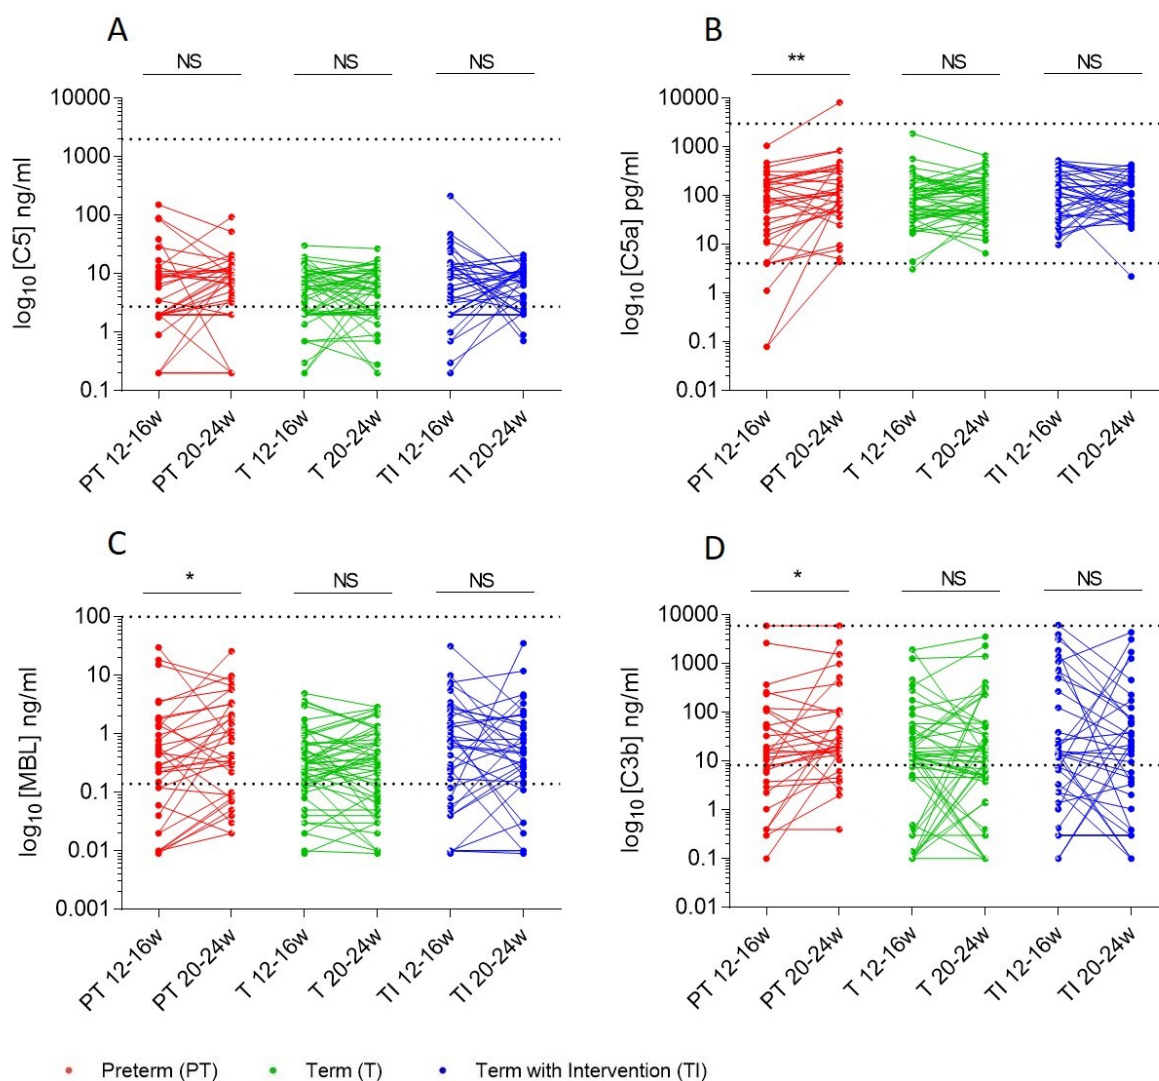 A
B
NS NS NS
** NS NS
10000
1000
100
10
1
0.1
log10 [C5] ng/ml
PT 12-16w
PT 20-24w
T 12-16w
T 20-24w
TI 12-16w
TI 20-24w
10000
1000
100
10
1
0.1
0.01
log10 [C5a] pg/ml
PT 12-16w
PT 20-24w
T 12-16w
T 20-24w
TI 12-16w
TI 20-24w
C
D
* NS NS
* NS NS
100
10
1
0.1
0.01
0.001
log10 [MBL] ng/ml
PT 12-16w
PT 20-24w
T 12-16w
T 20-24w
TI 12-16w
TI 20-24w
10000
1000
100
10
1
0.1
0.01
log10 [C3b] ng/ml
PT 12-16w
PT 20-24w
T 12-16w
T 20-24w
TI 12-16w
TI 20-24w
Preterm (PT)
Term (T)
Term with Intervention (TI)